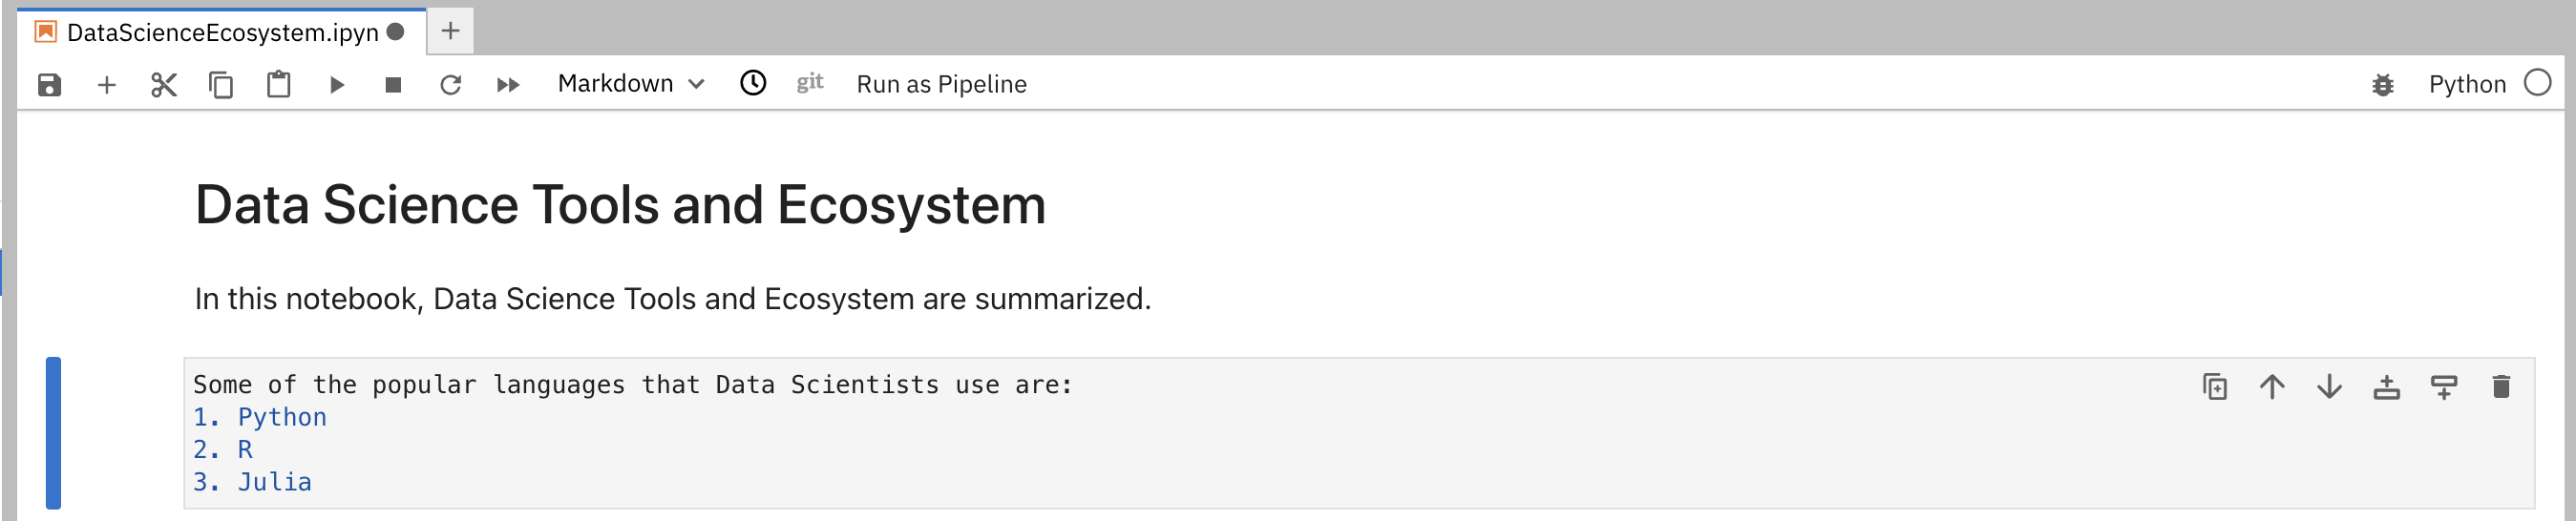 DataScienceEcosystem.ipyn
Markdown git Run as Pipeline Python
Data Science Tools and Ecosystem
In this notebook, Data Science Tools and Ecosystem are summarized.
Some of the popular languages that Data Scientists use are:
1. Python
2. R
3. Julia